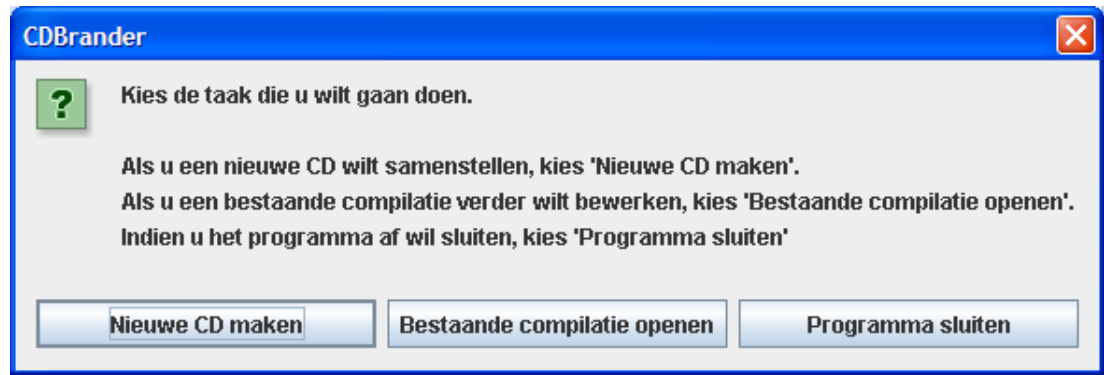 CDBrander
Kies de taak die u wilt gaan doen.
Als u een nieuwe CD wilt samenstellen, kies 'Nieuwe CD maken'.
Als u een bestaande compilatie verder wilt bewerken, kies 'Bestaande compilatie openen'.
Indien u het programma af wil sluiten, kies 'Programma sluiten'
Nieuwe CD maken
Bestaande compilatie openen
Programma sluiten